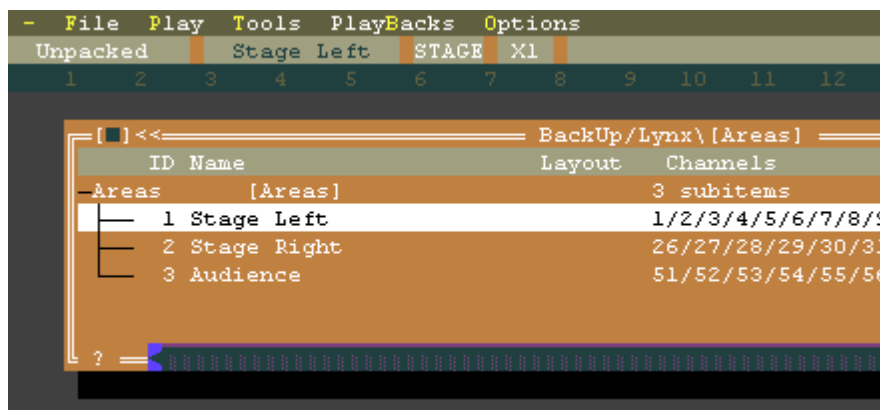 - File Play Tools PlayBacks Options
Unpacked Stage Left STAGE X1
1 2 3 4 5 6 7 8 9 10 11 12
[■]<< BackUp/Lynx\[Areas]
ID Name Layout Channels
Areas [Areas] 3 subitems
1 Stage Left 1/2/3/4/5/6/7/8/9
2 Stage Right 26/27/28/29/30/31
3 Audience 51/52/53/54/55/56
?